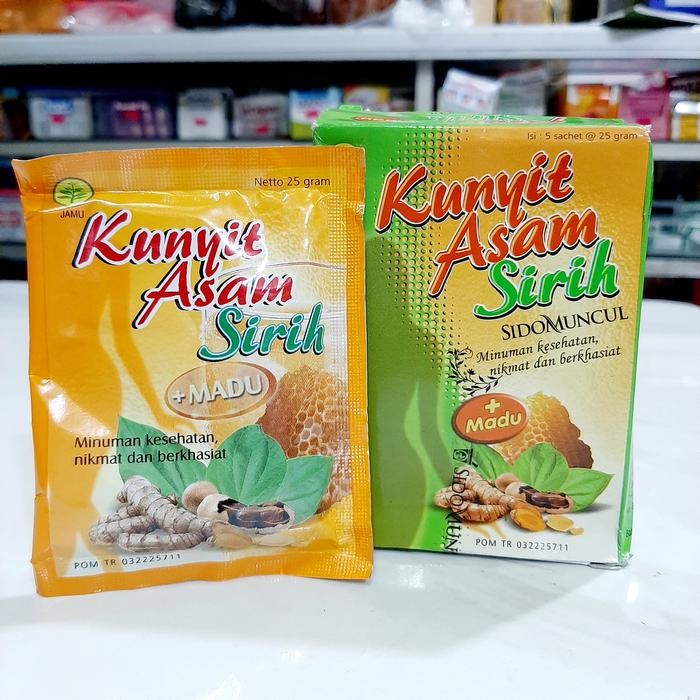 Netto 25 gram
JAMU
Kunyit
Asam
Sirih
+ MADU
Minuman kesehatan,
nikmat dan berkhasiat
POM TR 032225711
Isi : 5 sachet @ 25 gram
Kunyit
Asam
Sirih
SIDOMUNCUL
Minuman kesehatan,
nikmat dan berkhasiat
+
Madu
SIDOMUN
POM TR 032225711